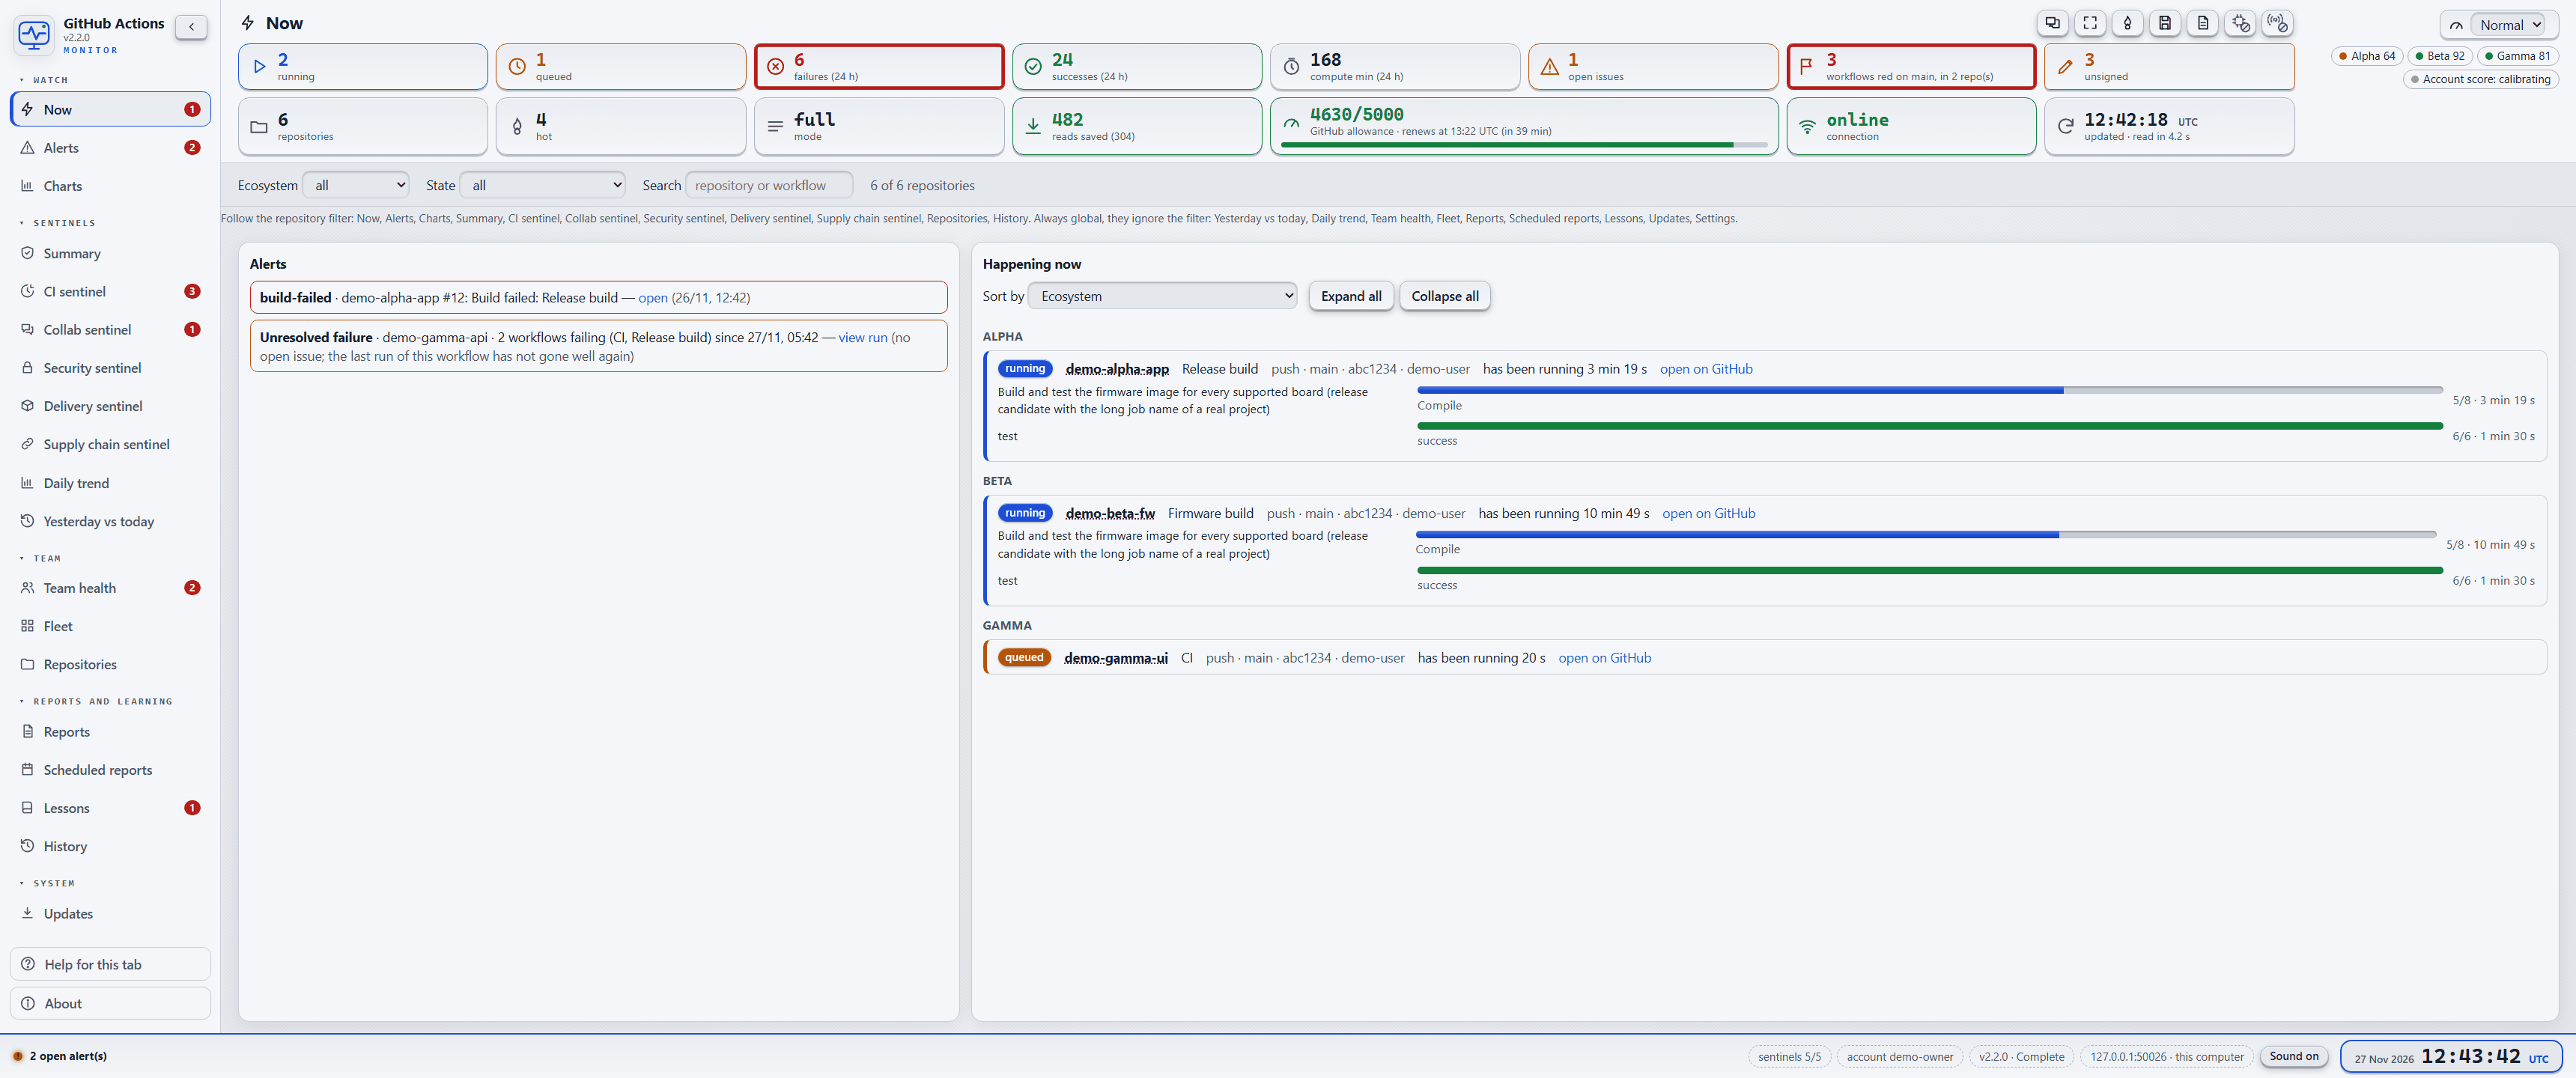 GitHub Actions
v2.2.0
MONITOR
WATCH
Now 1
Alerts 2
Charts
SENTINELS
Summary
CI sentinel 3
Collab sentinel 1
Security sentinel
Delivery sentinel
Supply chain sentinel
Daily trend
Yesterday vs today
TEAM
Team health 2
Fleet
Repositories
REPORTS AND LEARNING
Reports
Scheduled reports
Lessons 1
History
SYSTEM
Updates
Help for this tab
About
Now
Normal
2
running
1
queued
6
failures (24 h)
24
successes (24 h)
168
compute min (24 h)
1
open issues
3
workflows red on main, in 2 repo(s)
3
unsigned
Alpha 64 Beta 92 Gamma 81
Account score: calibrating
6
repositories
4
hot
full
mode
482
reads saved (304)
4630/5000
GitHub allowance · renews at 13:22 UTC (in 39 min)
online
connection
12:42:18 UTC
updated · read in 4.2 s
Ecosystem all State all Search repository or workflow 6 of 6 repositories
Follow the repository filter: Now, Alerts, Charts, Summary, CI sentinel, Collab sentinel, Security sentinel, Delivery sentinel, Supply chain sentinel, Repositories, History. Always global, they ignore the filter: Yesterday vs today, Daily trend, Team health, Fleet, Reports, Scheduled reports, Lessons, Updates, Settings.
Alerts
build-failed · demo-alpha-app #12: Build failed: Release build — open (26/11, 12:42)
Unresolved failure · demo-gamma-api · 2 workflows failing (CI, Release build) since 27/11, 05:42 — view run (no
open issue; the last run of this workflow has not gone well again)
Happening now
Sort by Ecosystem Expand all Collapse all
ALPHA
running demo-alpha-app Release build push · main · abc1234 · demo-user has been running 3 min 19 s open on GitHub
Build and test the firmware image for every supported board (release
candidate with the long job name of a real project)
Compile
5/8 · 3 min 19 s
test
success
6/6 · 1 min 30 s
BETA
running demo-beta-fw Firmware build push · main · abc1234 · demo-user has been running 10 min 49 s open on GitHub
Build and test the firmware image for every supported board (release
candidate with the long job name of a real project)
Compile
5/8 · 10 min 49 s
test
success
6/6 · 1 min 30 s
GAMMA
queued demo-gamma-ui CI push · main · abc1234 · demo-user has been running 20 s open on GitHub
2 open alert(s)
sentinels 5/5
account demo-owner
v2.2.0 · Complete
127.0.0.1:50026 · this computer
Sound on
27 Nov 2026 12:43:42 UTC